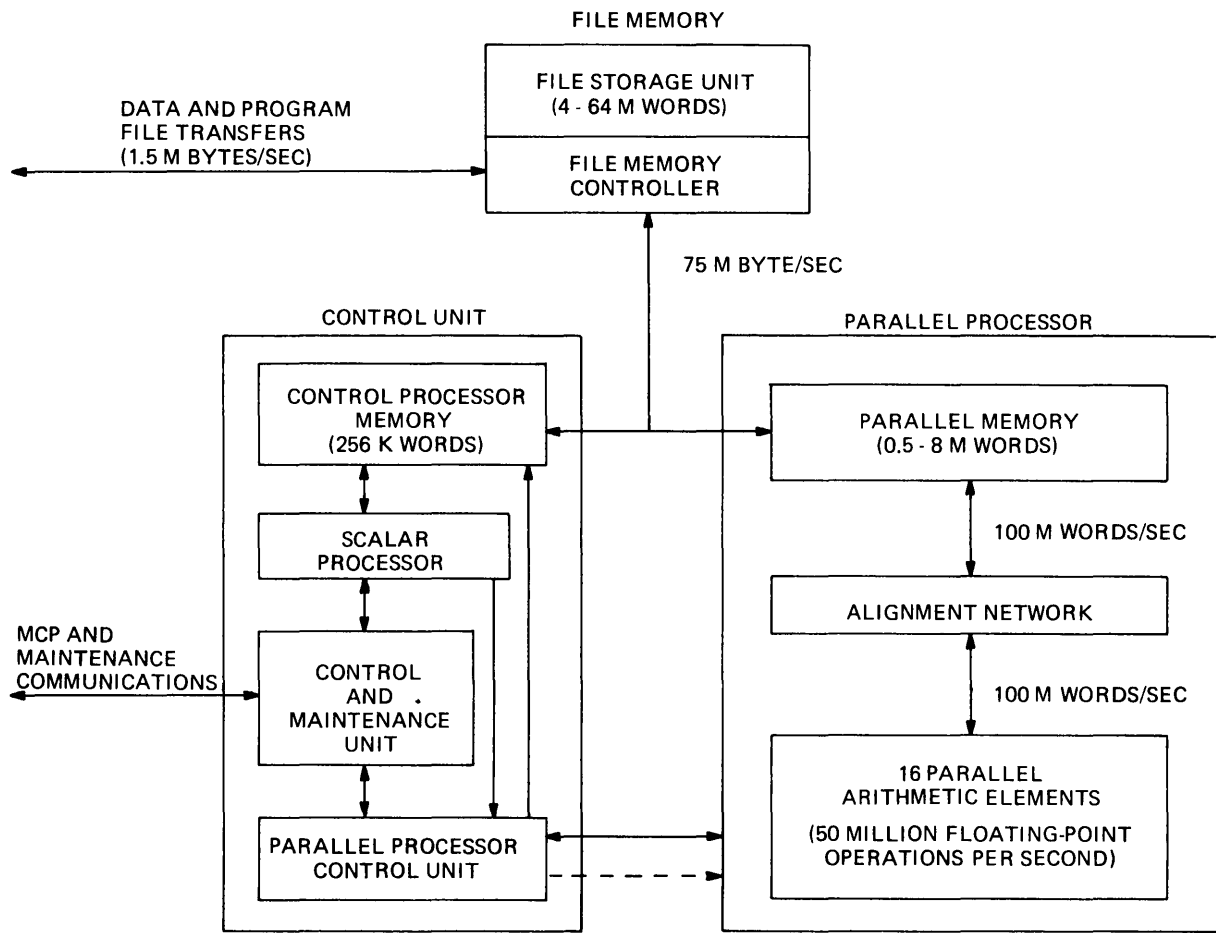 FILE MEMORY
FILE STORAGE UNIT
(4 - 64 M WORDS)
DATA AND PROGRAM
FILE TRANSFERS
(1.5 M BYTES/SEC)
FILE MEMORY
CONTROLLER
75 M BYTE/SEC
CONTROL UNIT
CONTROL PROCESSOR
MEMORY
(256 K WORDS)
SCALAR
PROCESSOR
MCP AND
MAINTENANCE
COMMUNICATIONS
CONTROL
AND
MAINTENANCE
UNIT
PARALLEL PROCESSOR
CONTROL UNIT
PARALLEL PROCESSOR
PARALLEL MEMORY
(0.5 - 8 M WORDS)
100 M WORDS/SEC
ALIGNMENT NETWORK
100 M WORDS/SEC
16 PARALLEL
ARITHMETIC ELEMENTS
(50 MILLION FLOATING-POINT
OPERATIONS PER SECOND)